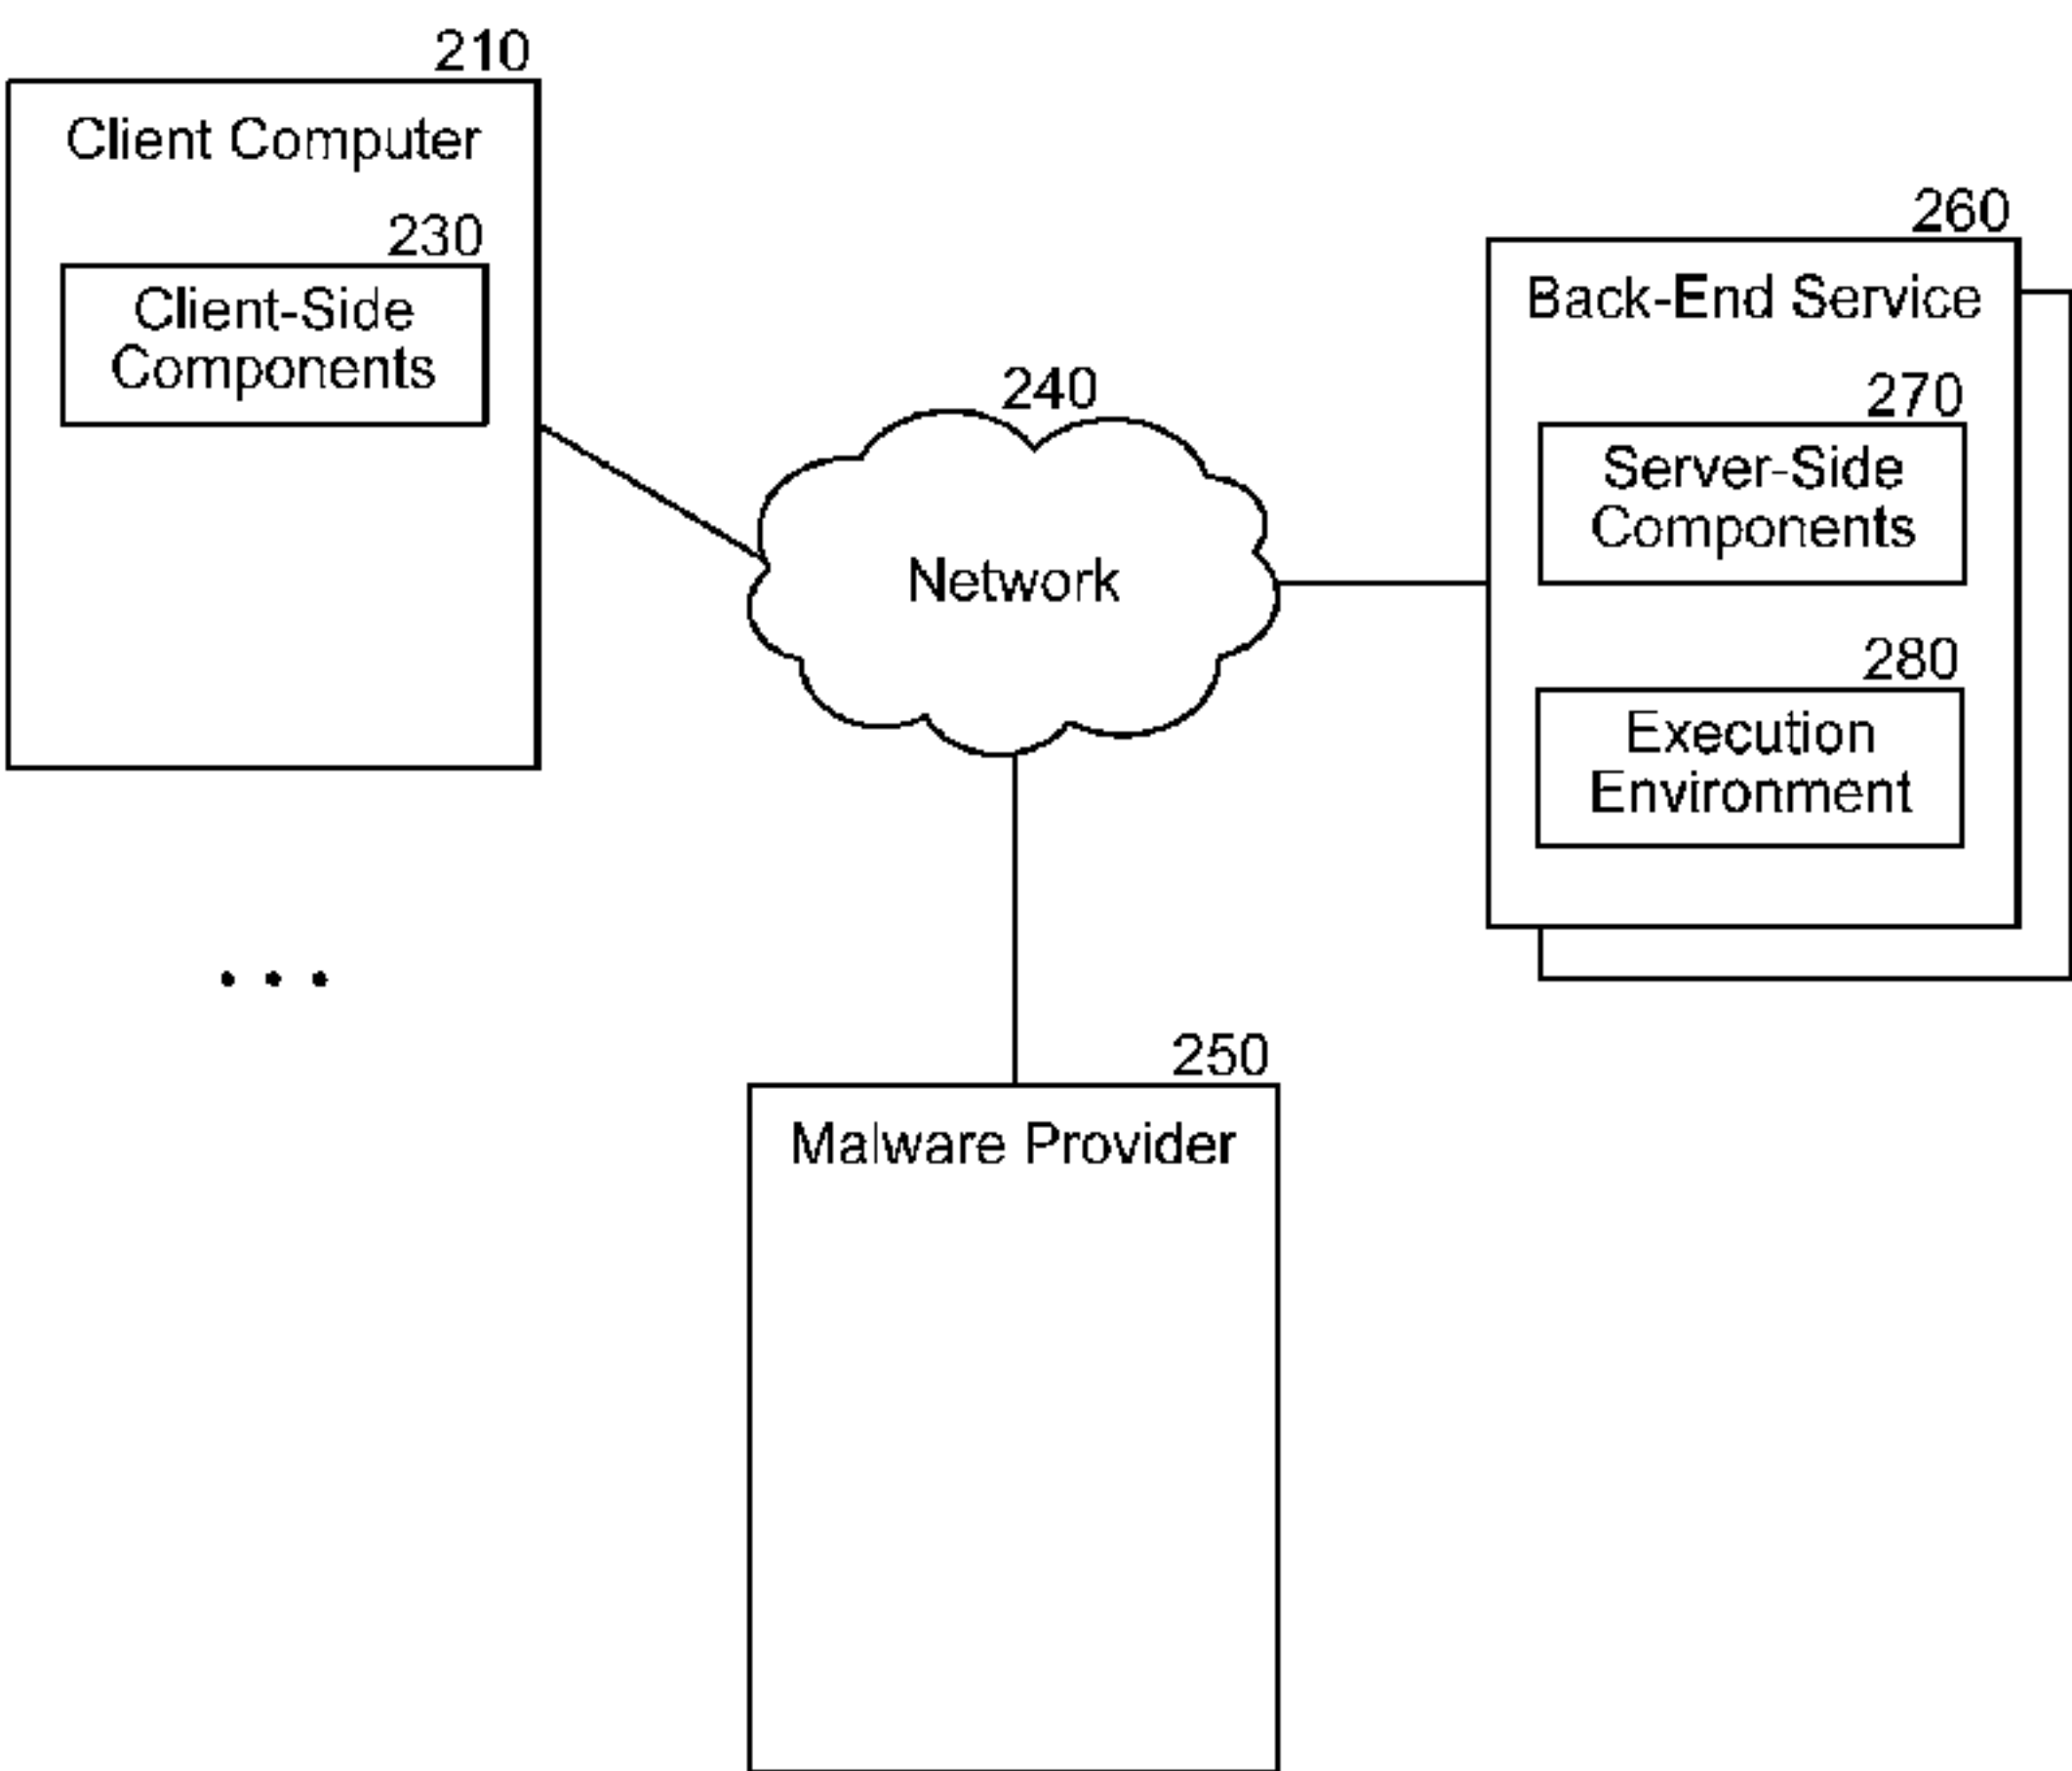 210
Client Computer
230
Client-Side
Components
240
Network
260
Back-End Service
270
Server-Side
Components
280
Execution
Environment
...
250
Malware Provider